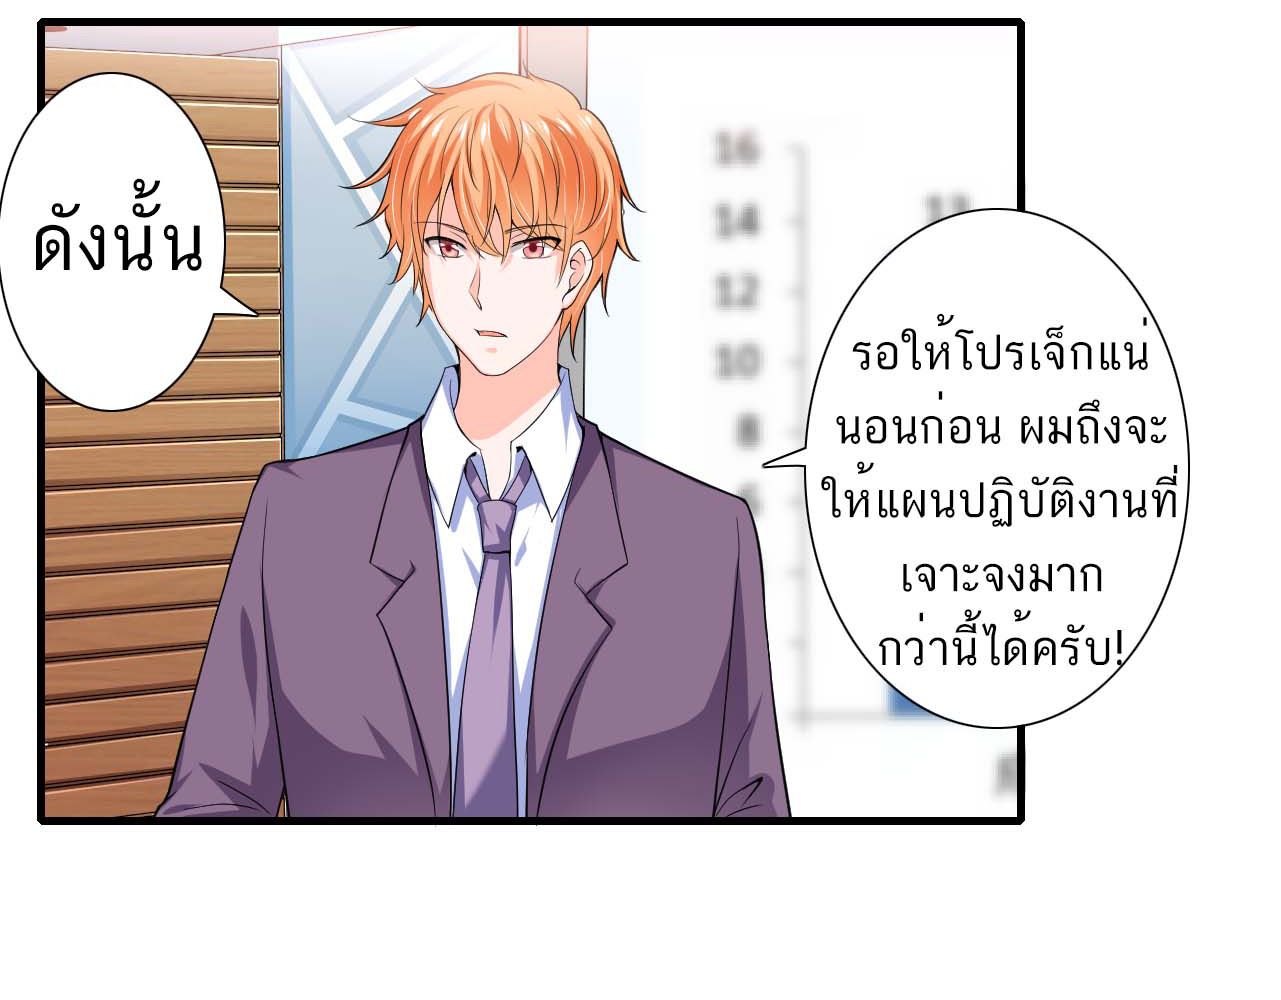 ดังนั้น
รอให้โปรเจ็กแน่
นอนก่อน ผมถึงจะ
ให้แผนปฏิบัติงานที่
เจาะจงมาก
กว่านี้ได้ครับ!
16
14
12
10
8
6
13